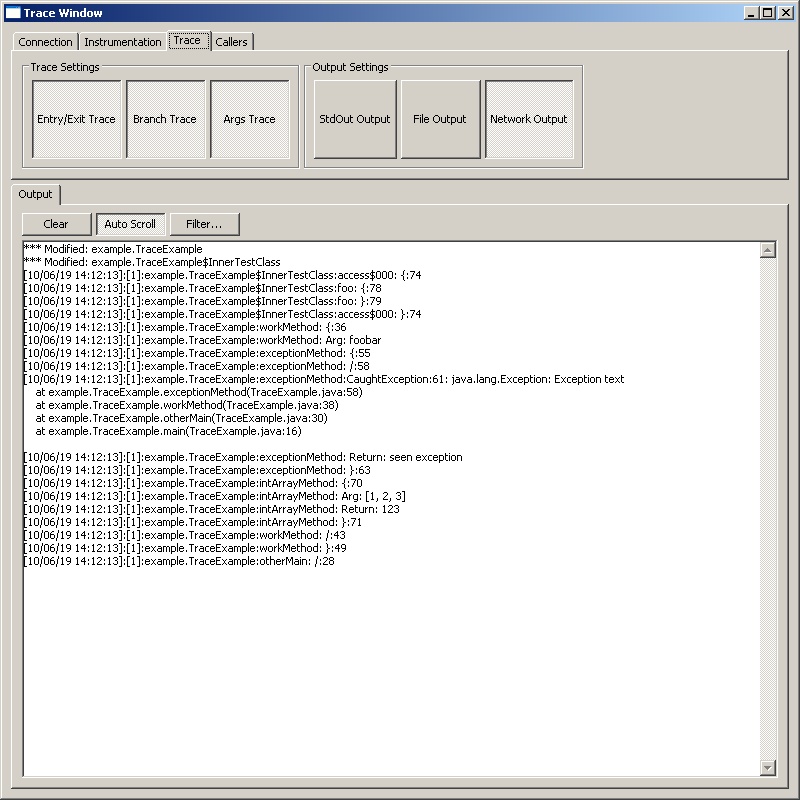 Trace Window
Connection Instrumentation Trace Callers
Trace Settings Output Settings
Entry/Exit Trace Branch Trace Args Trace StdOut Output File Output Network Output
Output
Clear Auto Scroll Filter...
*** Modified: example.TraceExample
*** Modified: example.TraceExample$InnerTestClass
[10/06/19 14:12:13]:[1]:example.TraceExample$InnerTestClass:access$000: {:74
[10/06/19 14:12:13]:[1]:example.TraceExample$InnerTestClass:foo: {:78
[10/06/19 14:12:13]:[1]:example.TraceExample$InnerTestClass:foo: }:79
[10/06/19 14:12:13]:[1]:example.TraceExample$InnerTestClass:access$000: }:74
[10/06/19 14:12:13]:[1]:example.TraceExample:workMethod: {:36
[10/06/19 14:12:13]:[1]:example.TraceExample:workMethod: Arg: foobar
[10/06/19 14:12:13]:[1]:example.TraceExample:exceptionMethod: {:55
[10/06/19 14:12:13]:[1]:example.TraceExample:exceptionMethod: /:58
[10/06/19 14:12:13]:[1]:example.TraceExample:exceptionMethod:CaughtException:61: java.lang.Exception: Exception text
at example.TraceExample.exceptionMethod(TraceExample.java:58)
at example.TraceExample.workMethod(TraceExample.java:38)
at example.TraceExample.otherMain(TraceExample.java:30)
at example.TraceExample.main(TraceExample.java:16)
[10/06/19 14:12:13]:[1]:example.TraceExample:exceptionMethod: Return: seen exception
[10/06/19 14:12:13]:[1]:example.TraceExample:exceptionMethod: }:63
[10/06/19 14:12:13]:[1]:example.TraceExample:intArrayMethod: {:70
[10/06/19 14:12:13]:[1]:example.TraceExample:intArrayMethod: Arg: [1, 2, 3]
[10/06/19 14:12:13]:[1]:example.TraceExample:intArrayMethod: Return: 123
[10/06/19 14:12:13]:[1]:example.TraceExample:intArrayMethod: }:71
[10/06/19 14:12:13]:[1]:example.TraceExample:workMethod: /:43
[10/06/19 14:12:13]:[1]:example.TraceExample:workMethod: }:49
[10/06/19 14:12:13]:[1]:example.TraceExample:otherMain: /:28